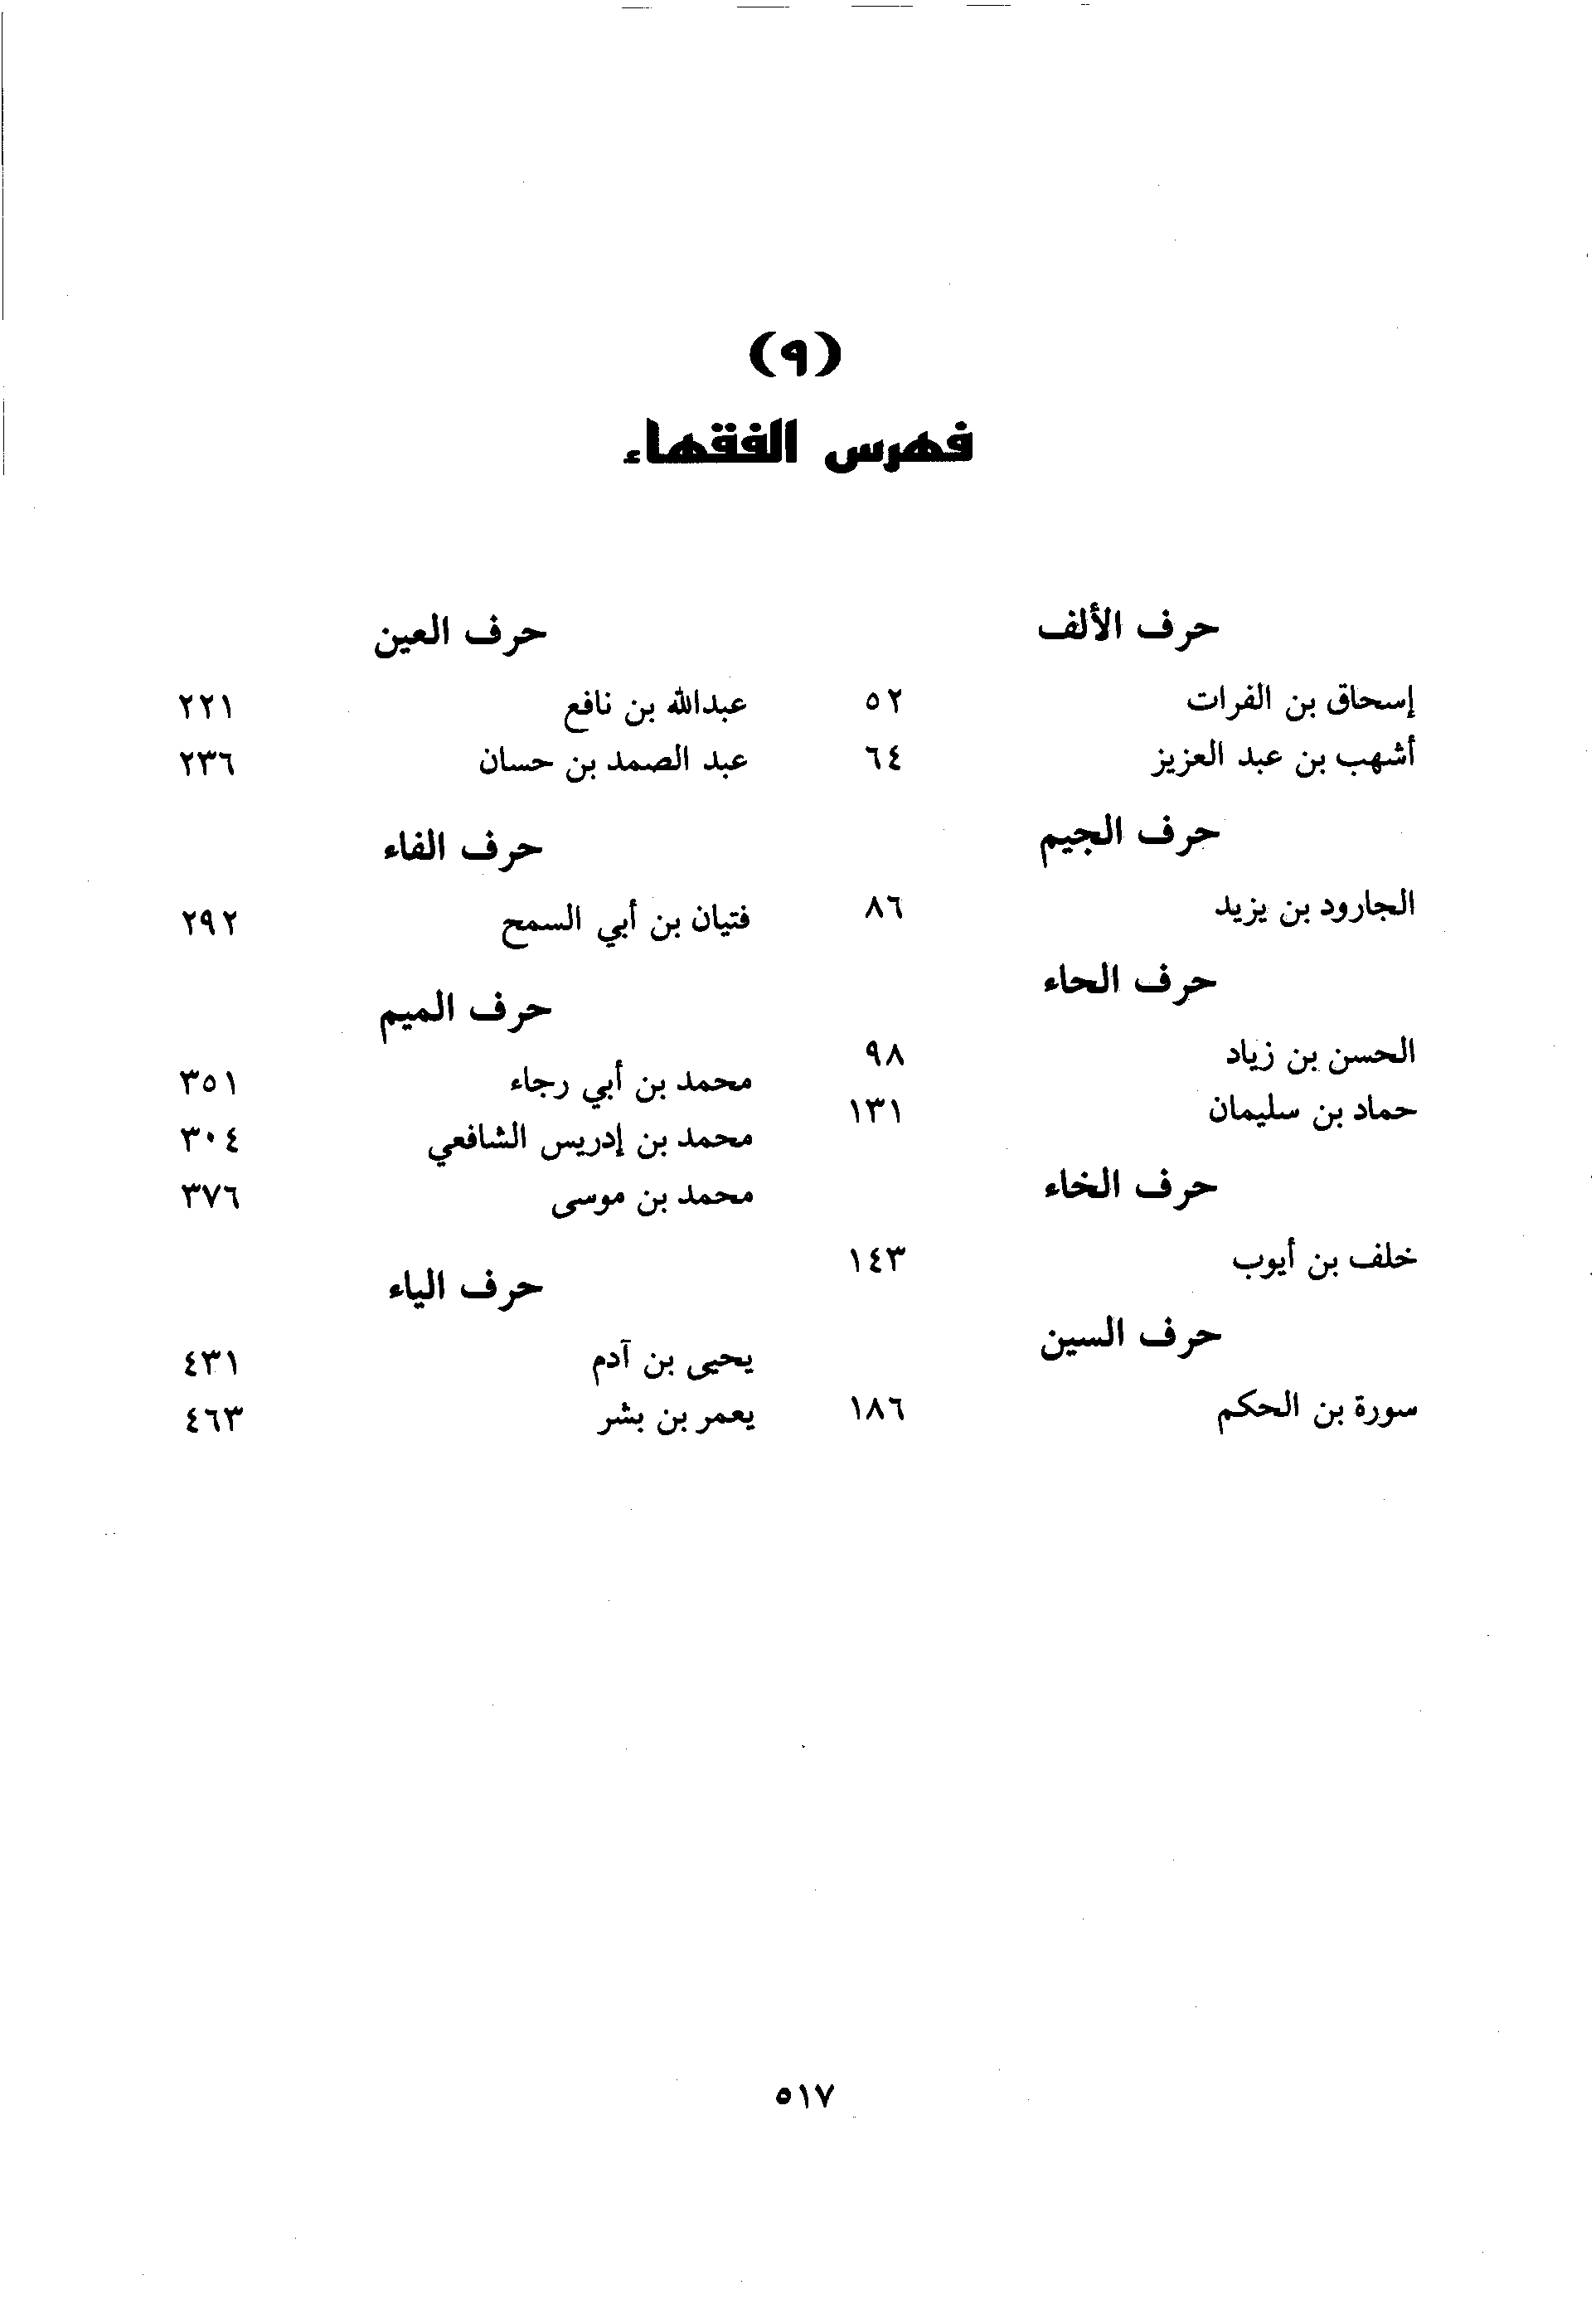 (٩)
فهرس الفقهاء
حرف الألف
إسحاق بن الفرات ٥٢
أشهب بن عبد العزيز ٦٤
حرف الجيم
الجارود بن يزيد ٨٦
حرف الحاء
الحسن بن زياد ٩٨
حماد بن سليمان ١٣١
حرف الخاء
خلف بن أيوب ١٤٣
حرف السين
سورة بن الحكم ١٨٦
حرف العين
عبدالله بن نافع ٢٢١
عبد الصمد بن حسان ٢٣٦
حرف الفاء
فتيان بن أبي السمح ٢٩٢
حرف الميم
محمد بن أبي رجاء ٣٥١
محمد بن إدريس الشافعي ٣٠٤
محمد بن موسى ٣٧٦
حرف الياء
يحيى بن آدم ٤٣١
يعمر بن بشر ٤٦٣
٥١٧